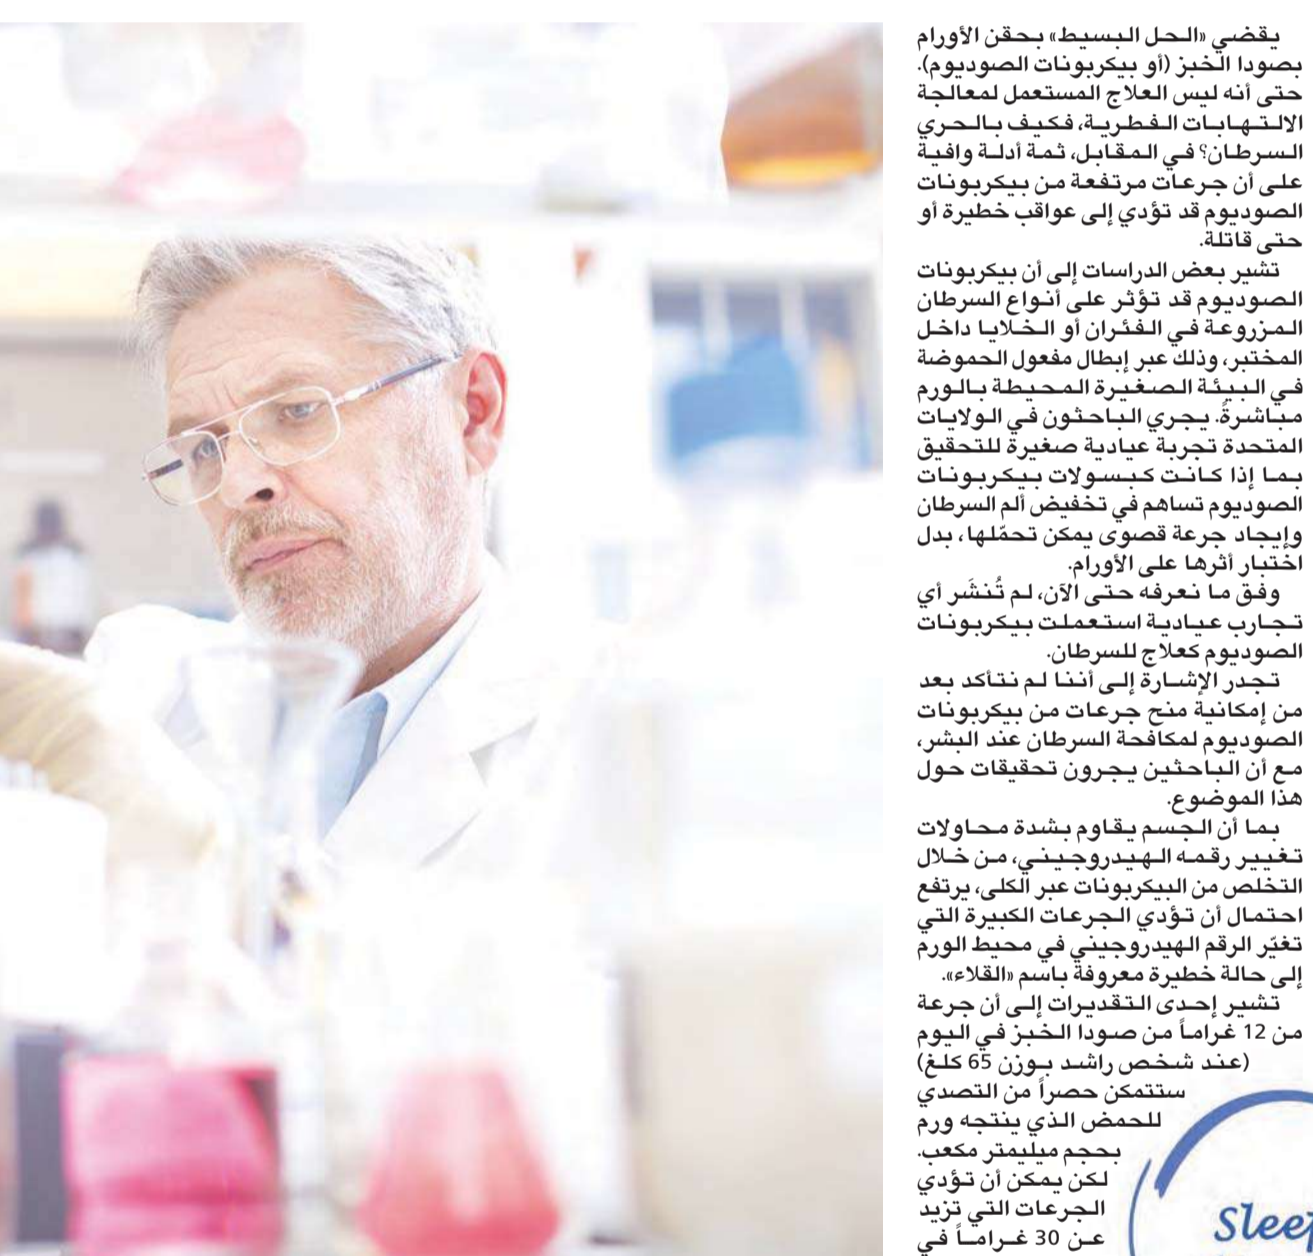 يقضي «الحل البسيط» بحقن الأورام
بصودا الخبز (أو بيكربونات الصوديوم).
حتى أنه ليس العلاج المستعمل لمعالجة
الالتهابات الفطرية، فكيف بالحري
السرطان؟ في المقابل، ثمة أدلة وافية
على أن جرعات مرتفعة من بيكربونات
الصوديوم قد تؤدي إلى عواقب خطيرة أو
حتى قاتلة.
تشير بعض الدراسات إلى أن بيكربونات
الصوديوم قد تؤثر على أنواع السرطان
المزروعة في الفئران أو الخلايا داخل
المختبر، وذلك عبر إبطال مفعول الحموضة
في البيئة الصغيرة المحيطة بالورم
مباشرةً. يجري الباحثون في الولايات
المتحدة تجربة عيادية صغيرة للتحقيق
بما إذا كانت كبسولات بيكربونات
الصوديوم تساهم في تخفيض ألم السرطان
وإيجاد جرعة قصوى يمكن تحمّلها، بدل
اختبار أثرها على الأورام.
وفق ما نعرفه حتى الآن، لم تُنشَر أي
تجارب عيادية استعملت بيكربونات
الصوديوم كعلاج للسرطان.
تجدر الإشارة إلى أننا لم نتأكد بعد
من إمكانية منح جرعات من بيكربونات
الصوديوم لمكافحة السرطان عند البشر،
مع أن الباحثين يجرون تحقيقات حول
هذا الموضوع.
بما أن الجسم يقاوم بشدة محاولات
تغيير رقمه الهيدروجيني، من خلال
التخلص من البيكربونات عبر الكلى، يرتفع
احتمال أن تؤدي الجرعات الكبيرة التي
تغيّر الرقم الهيدروجيني في محيط الورم
إلى حالة خطيرة معروفة باسم «القلاء».
تشير إحدى التقديرات إلى أن جرعة
من 12 غراماً من صودا الخبز في اليوم
(عند شخص راشد بوزن 65 كلغ)
ستتمكن حصراً من التصدي
للحمض الذي ينتجه ورم
بحجم ميليمتر مكعب.
لكن يمكن أن تؤدي
الجرعات التي تزيد
عن 30 غراماً في